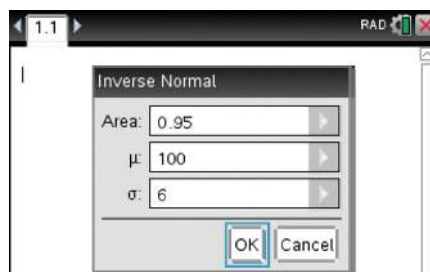 1.1 RAD
Inverse Normal
Area: 0.95
μ: 100
σ: 6
OK Cancel